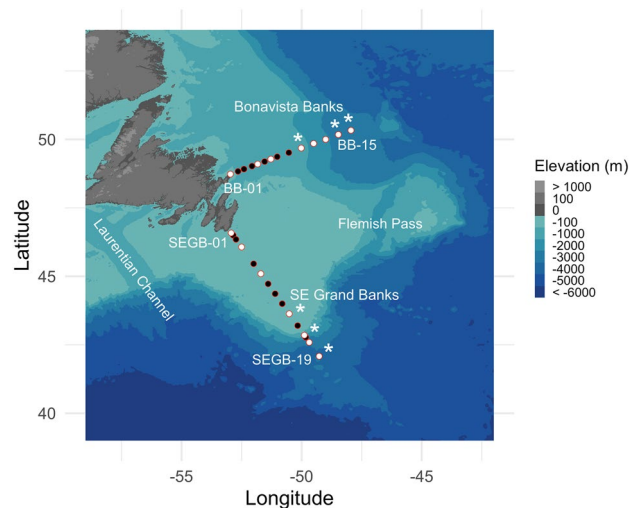 Bonavista Banks
*
*
*
BB-15
BB-01
Flemish Pass
SEGB-01
Laurentian Channel
SE Grand Banks
*
*
*
SEGB-19
50
45
40
Latitude
-55
-50
-45
Longitude
Elevation (m)
> 1000
100
0
-100
-1000
-2000
-3000
-4000
-5000
< -6000